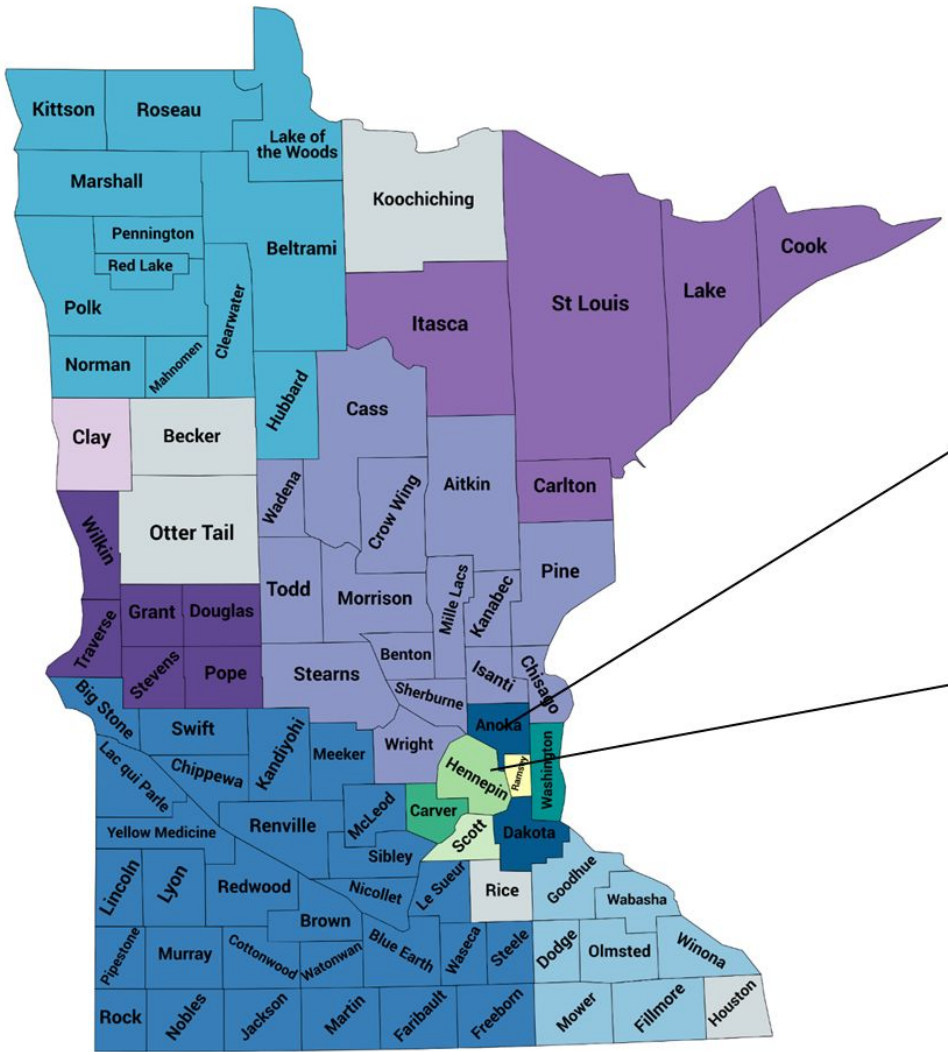 Kittson
Roseau
Lake of
the Woods
Marshall
Koochiching
Pennington
Beltrami
Red Lake
Cook
Polk
Clearwater
St Louis
Lake
Itasca
Norman
Mahnomen
Hubbard
Cass
Clay
Becker
Wadena
Crow Wing
Aitkin
Carlton
Otter Tail
Wilkin
Pine
Todd
Morrison
Mille Lacs
Kanabec
Traverse
Grant
Douglas
Benton
Stevens
Pope
Stearns
Isanti
Chisago
Sherburne
Big Stone
Swift
Kandiyohi
Meeker
Wright
Anoka
Lac qui Parle
Chippewa
Hennepin
Ramsey
Washington
Renville
McLeod
Carver
Yellow Medicine
Scott
Dakota
Sibley
Lincoln
Lyon
Redwood
Nicollet
Le Sueur
Rice
Goodhue
Wabasha
Brown
Pipestone
Murray
Cottonwood
Watonwan
Blue Earth
Waseca
Steele
Dodge
Olmsted
Winona
Rock
Nobles
Jackson
Martin
Faribault
Freeborn
Mower
Fillmore
Houston